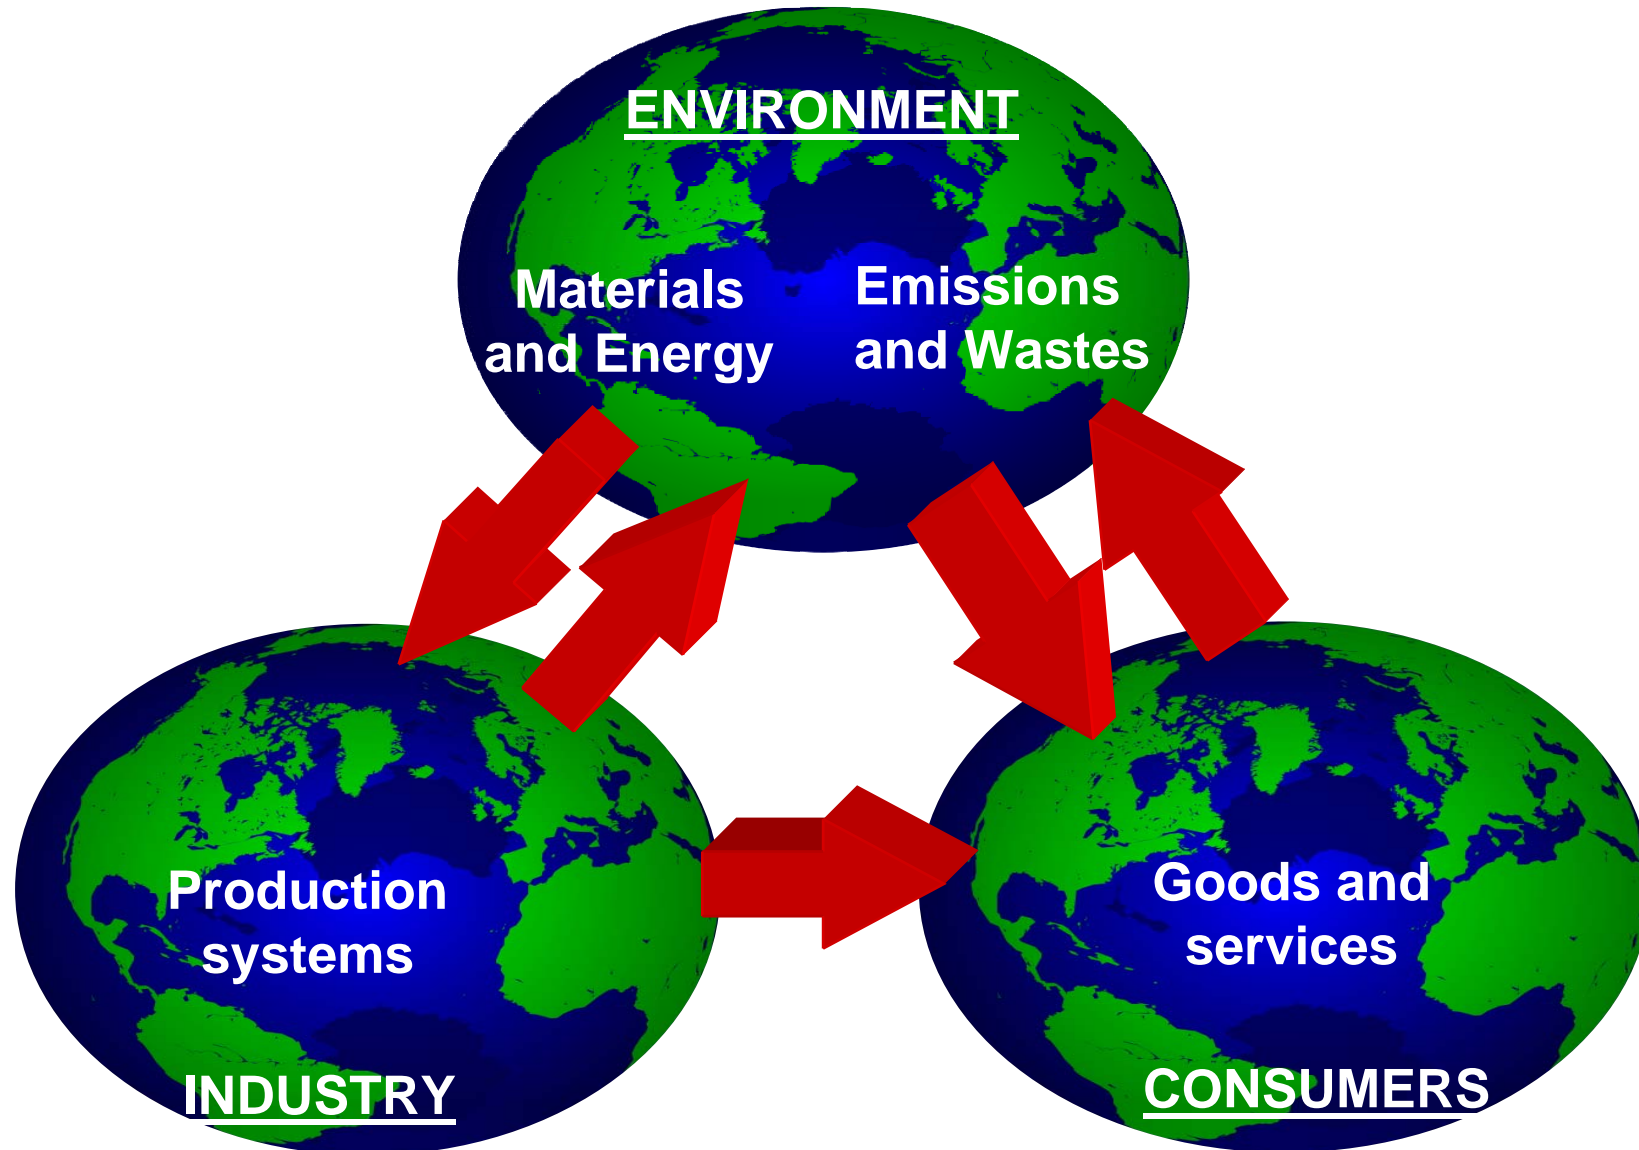 ENVIRONMENT
Materials
and Energy
Emissions
and Wastes
Production
systems
INDUSTRY
Goods and
services
CONSUMERS